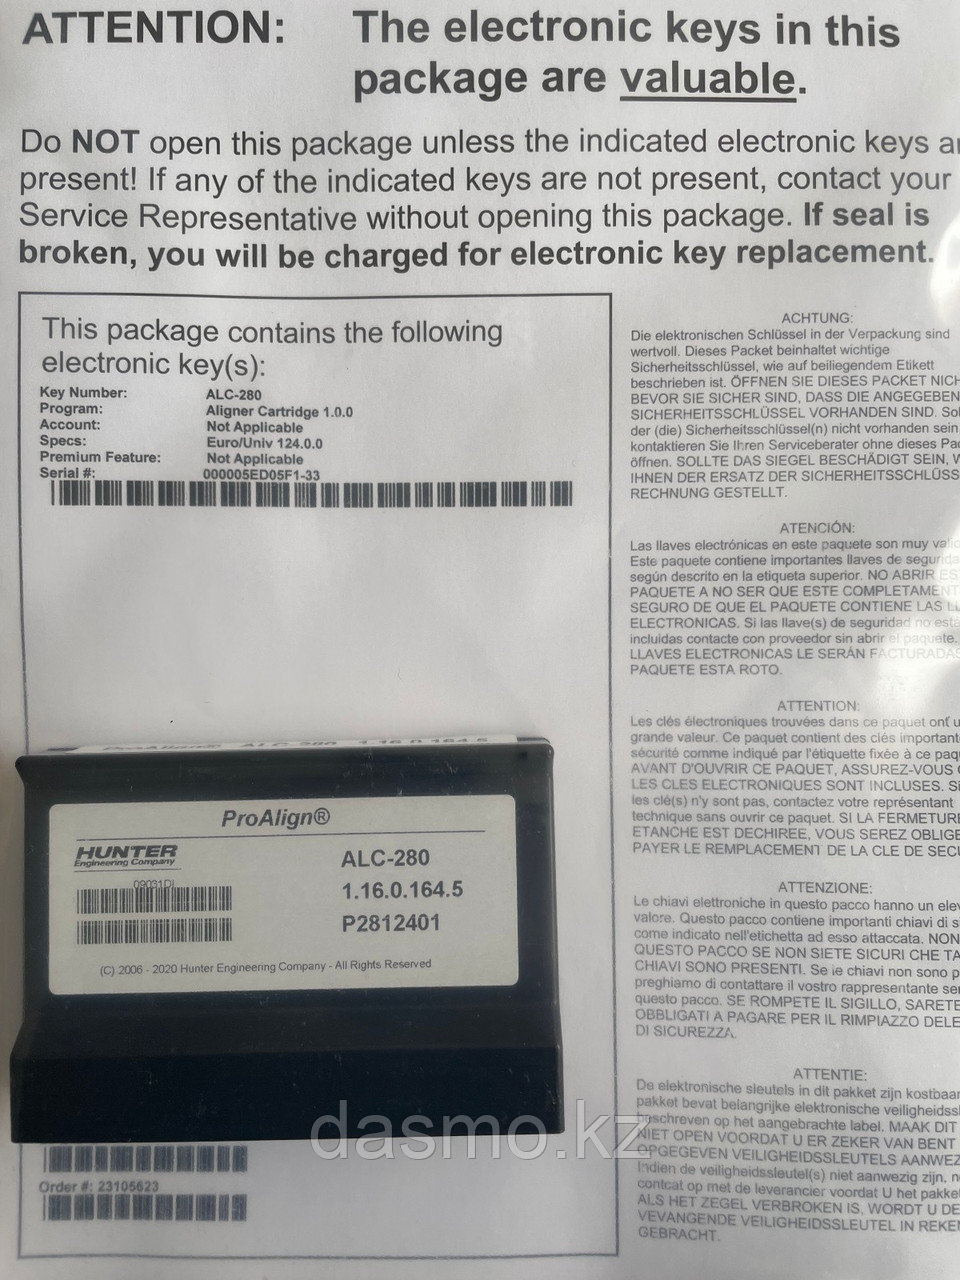 ATTENTION: The electronic keys in this
package are valuable.
Do NOT open this package unless the indicated electronic keys
present! If any of the indicated keys are not present, contact your
Service Representative without opening this package. If seal is
broken, you will be charged for electronic key replacement.
This package contains the following
electronic key(s):
Key Number: ALC-280
Program: Aligner Cartridge 1.0.0
Account: Not Applicable
Specs: Euro/Univ 124.0.0
Premium Feature: Not Applicable
Serial #: 000005ED05F1-33
ProAlign® ALC-280 1.16.0.164.5
ProAlign®
HUNTER
Engineering Company
09031DI
ALC-280
1.16.0.164.5
P2812401
(C) 2006 - 2020 Hunter Engineering Company - All Rights Reserved
Order #: 23105623
ACHTUNG:
Die elektronischen Schlüssel in der Verpackung sind
wertvoll. Dieses Packet beinhaltet wichtige
Sicherheitsschlüssel, wie auf beiliegendem Etikett
beschrieben ist. ÖFFNEN SIE DIESES PACKET
BEVOR SIE SICHER SIND, DASS DIE
SICHERHEITSSCHLÜSSEL VORHANDEN SIND.
der (die) Sicherheitsschlüssel(n) nicht vorhanden sein
kontaktieren Sie Ihren Serviceberater ohne dieses
öffnen. SOLLTE DAS SIEGEL BESCHÄDIGT SEIN,
IHNEN DER ERSATZ DER
RECHNUNG GESTELLT.
ATENCIÓN:
Las llaves electrónicas en este paquete son muy
Este paquete contiene importantes llaves de
según descrito en la etiqueta superior. NO ABRIR
PAQUETE A NO SER QUE ESTE
SEGURO DE QUE EL PAQUETE CONTIENE LAS
ELECTRONICAS. Si las llave(s) de seguridad no
incluidas contacte con proveedor sin abrir el paquete.
LLAVES ELECTRONICAS LE SERÁN FACTURADAS
PAQUETE ESTA ROTO.
ATTENTION:
Les clés électroniques trouvées dans ce paquet ont
grande valeur. Ce paquet contient des clés
sécurité comme indiqué par l'étiquette fixée à ce
AVANT D'OUVRIR CE PAQUET, ASSUREZ-VOUS
LES CLES ELECTRONIQUES SONT INCLUSES.
les clé(s) n'y sont pas, contactez votre représentant
technique sans ouvrir ce paquet. SI LA FERMETURE
ETANCHE EST DECHIREE, VOUS SEREZ
PAYER LE REMPLACEMENT DE LA CLE DE
ATTENZIONE:
Le chiavi elettroniche in questo pacco hanno un
valore. Questo pacco contiene importanti chiavi di
come indicato nell'etichetta ad esso attaccata. NON
QUESTO PACCO SE NON SIETE SICURI CHE
CHIAVI SONO PRESENTI. Se le chiavi non sono
preghiamo di contattare il vostro rappresentante
questo pacco. SE ROMPETE IL SIGILLO,
OBBLIGATI A PAGARE PER IL RIMPIAZZO
DI SICUREZZA.
ATTENTIE:
De elektronische sleutels in dit pakket zijn
pakket bevat belangrijke elektronische
beschreven op het aangebrachte label. MAAK DIT
NIET OPEN VOORDAT U ER ZEKER VAN BENT
OPGEGEVEN VEILIGHEIDSSLEUTELS
Indien de veiligheidssleutel(s) niet aanwezig zijn,
contcat op met de leverancier voordat U het
ALS HET ZEGEL VERBROKEN IS, WORDT U DE
VEVANGENDE VEILIGHEIDSSLEUTEL IN
GEBRACHT.
dasmo.kz